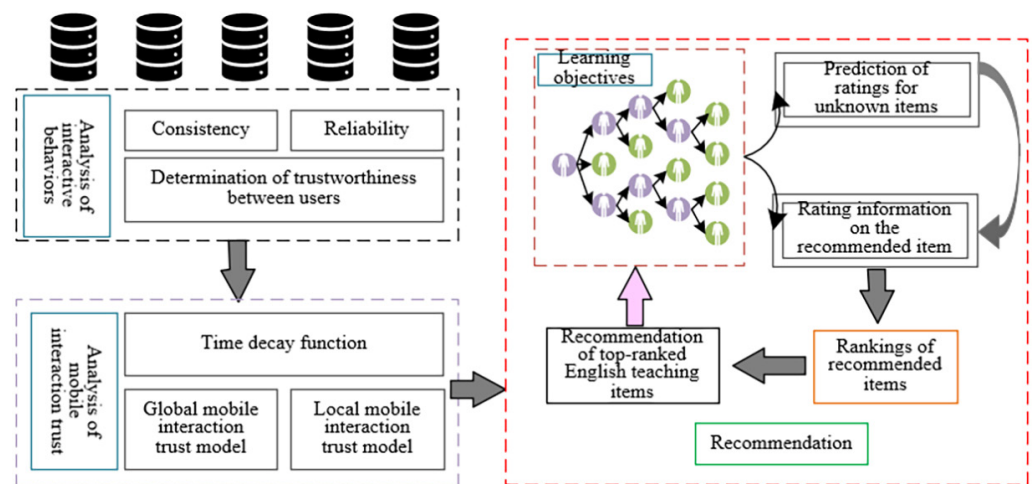 Analysis of
interactive
behaviors
Consistency
Reliability
Determination of trustworthiness
between users
Analysis of
mobile
interaction trust
Time decay function
Global mobile
interaction
trust model
Local mobile
interaction
trust model
Learning
objectives
Prediction of
ratings for
unknown items
Rating information
on the
recommended item
Rankings of
recommended
items
Recommendation
of top-ranked
English teaching
items
Recommendation